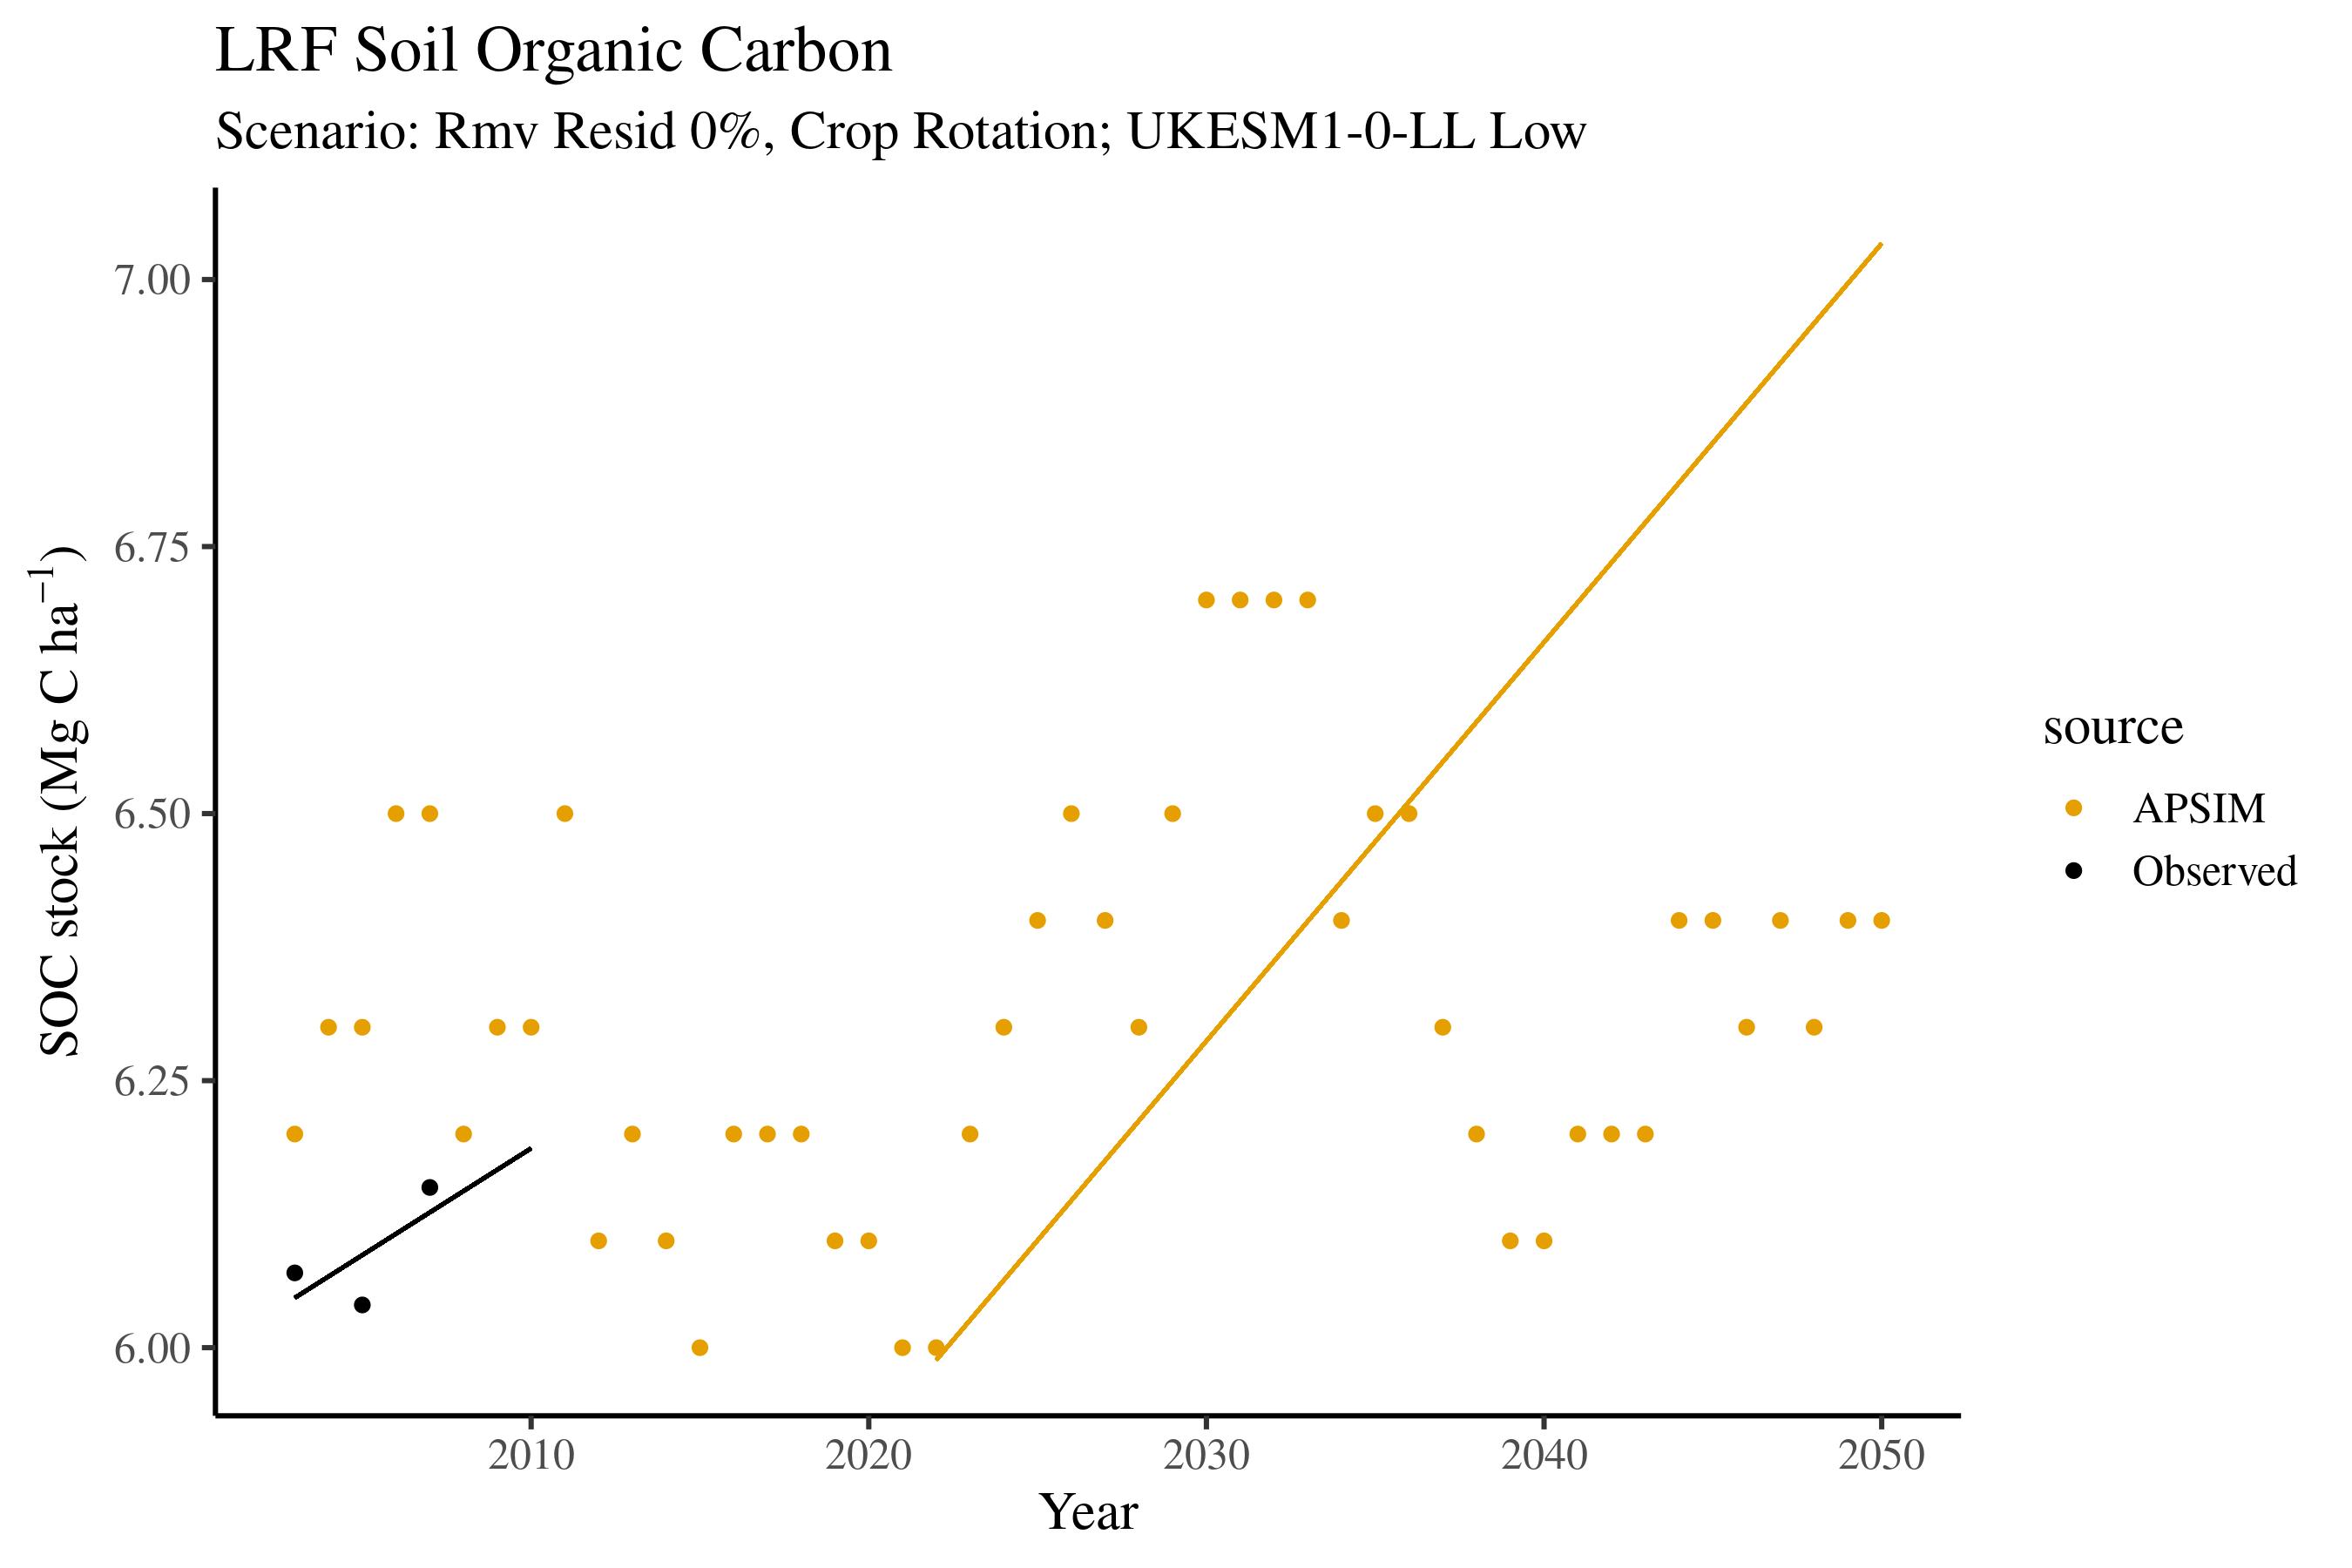 LRF Soil Organic Carbon
Scenario: Rmv Resid 0%, Crop Rotation; UKESM1-0-LL Low
SOC stock (Mg C ha⁻¹)
7.00
6.75
6.50
6.25
6.00
2010 2020 2030 2040 2050
Year
source
APSIM
Observed